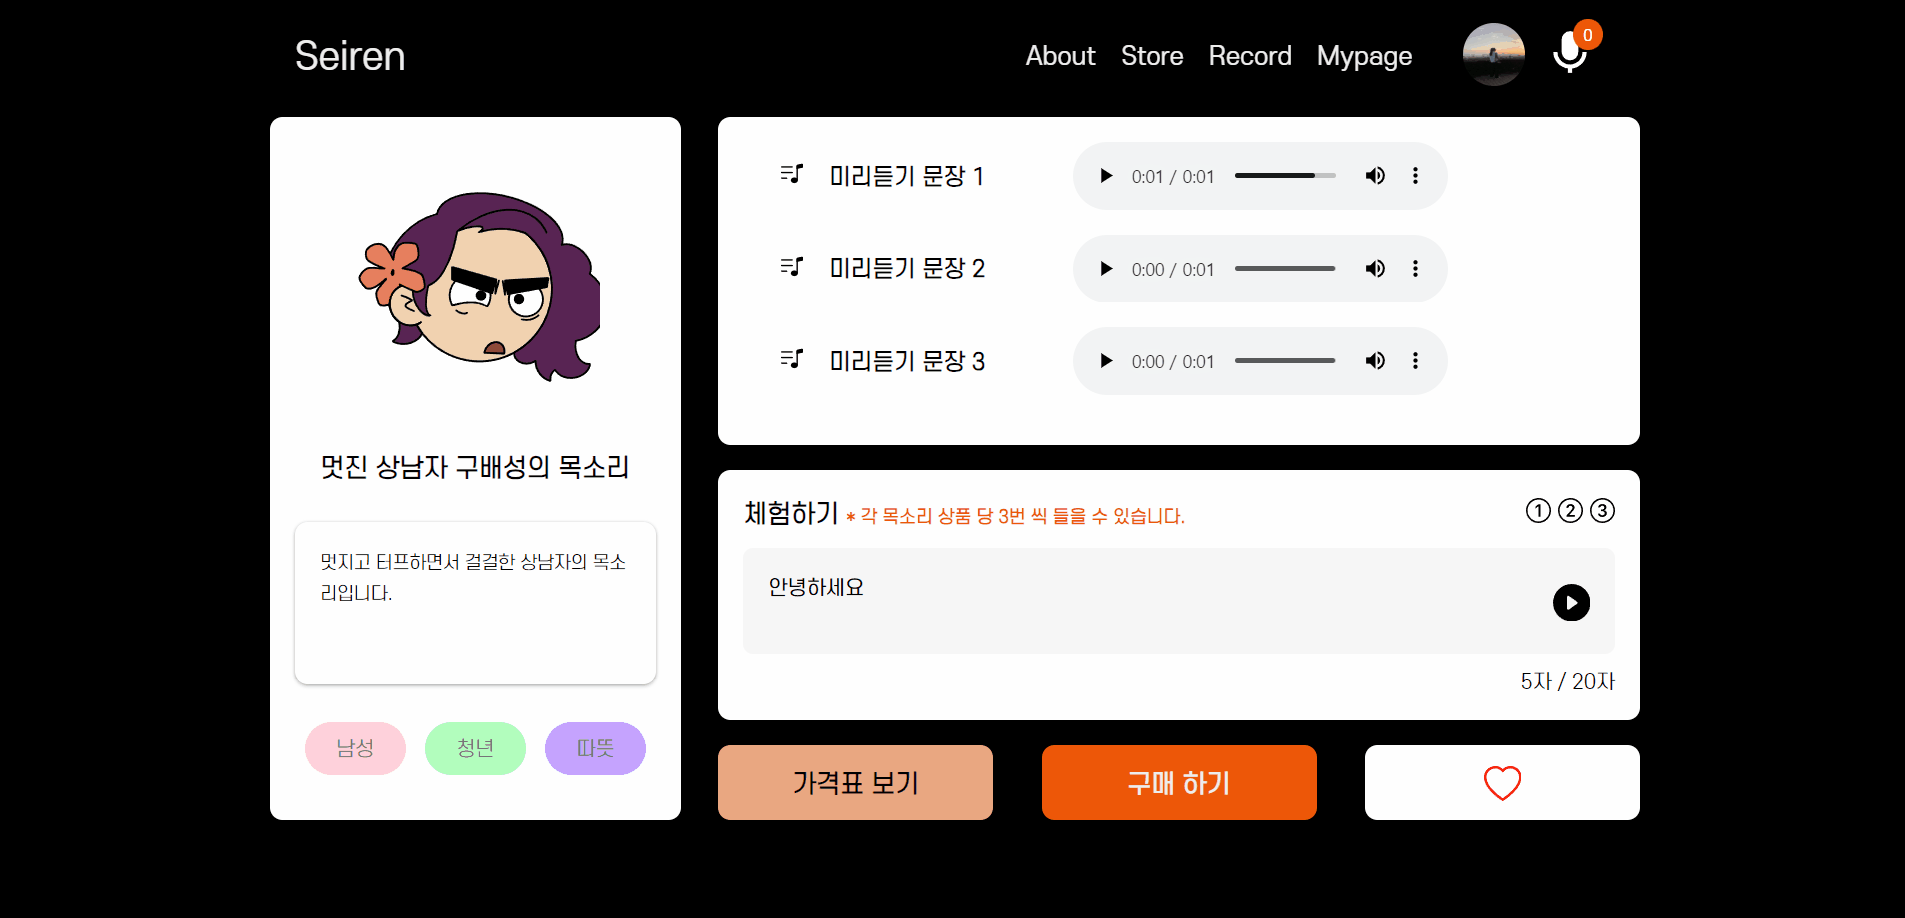 Seiren
About Store Record Mypage
0
멋진 상남자 구배성의 목소리
멋지고 터프하면서 걸걸한 상남자의 목소
리입니다.
남성 청년 따뜻
미리듣기 문장 1
0:01 / 0:01
미리듣기 문장 2
0:00 / 0:01
미리듣기 문장 3
0:00 / 0:01
체험하기 * 각 목소리 상품 당 3번 씩 들을 수 있습니다.
① ② ③
안녕하세요
5자 / 20자
가격표 보기
구매 하기